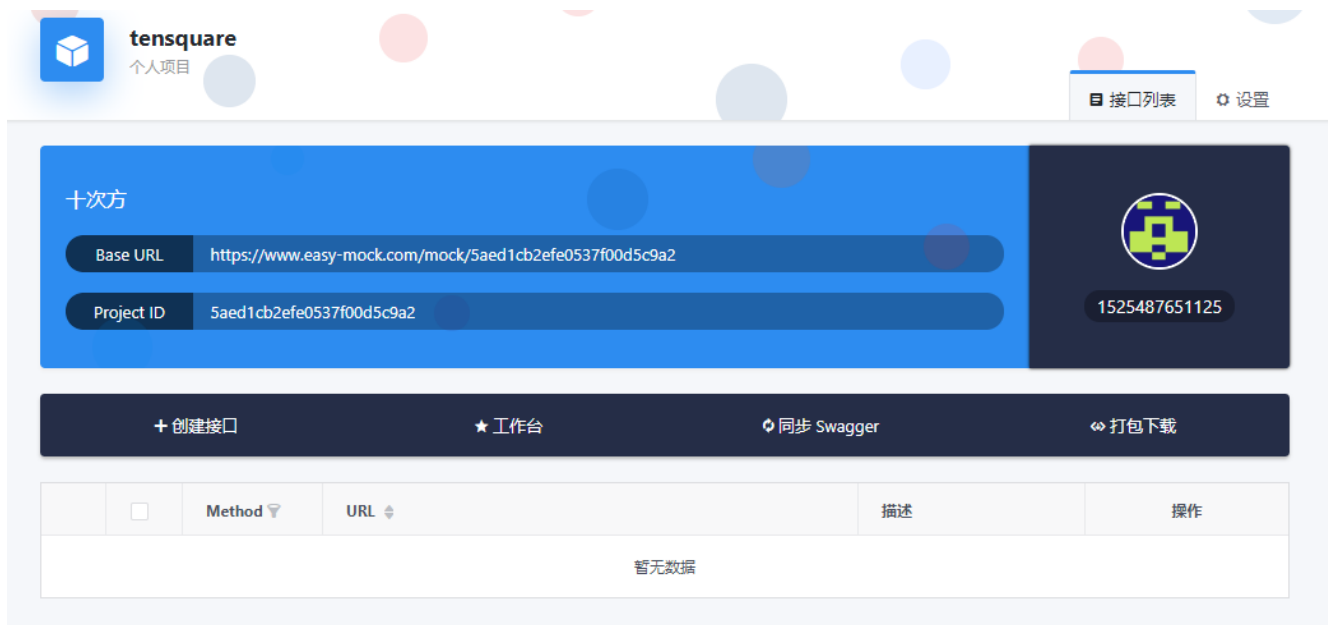 tensquare
个人项目
接口列表 设置
十次方
Base URL https://www.easy-mock.com/mock/5aed1cb2efe0537f00d5c9a2
Project ID 5aed1cb2efe0537f00d5c9a2
1525487651125
创建接口 工作台 同步 Swagger 打包下载
Method URL 描述 操作
暂无数据